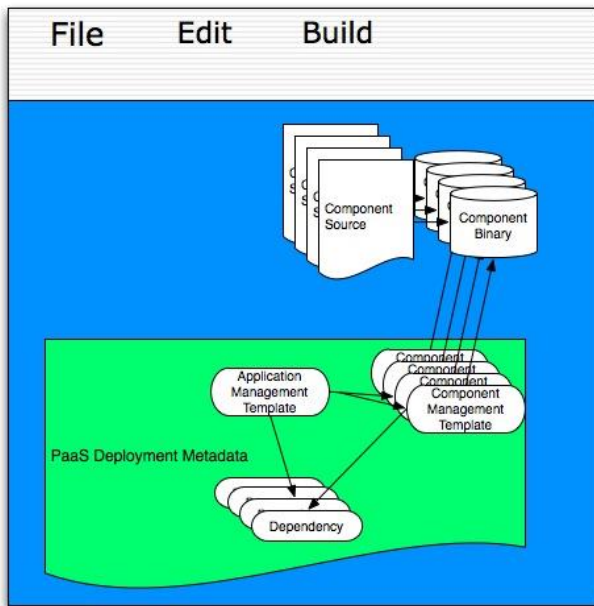 File Edit Build
Component
Source
Component
Binary
Component
Component
Component
Component
Management
Template
Application
Management
Template
PaaS Deployment Metadata
Dependency